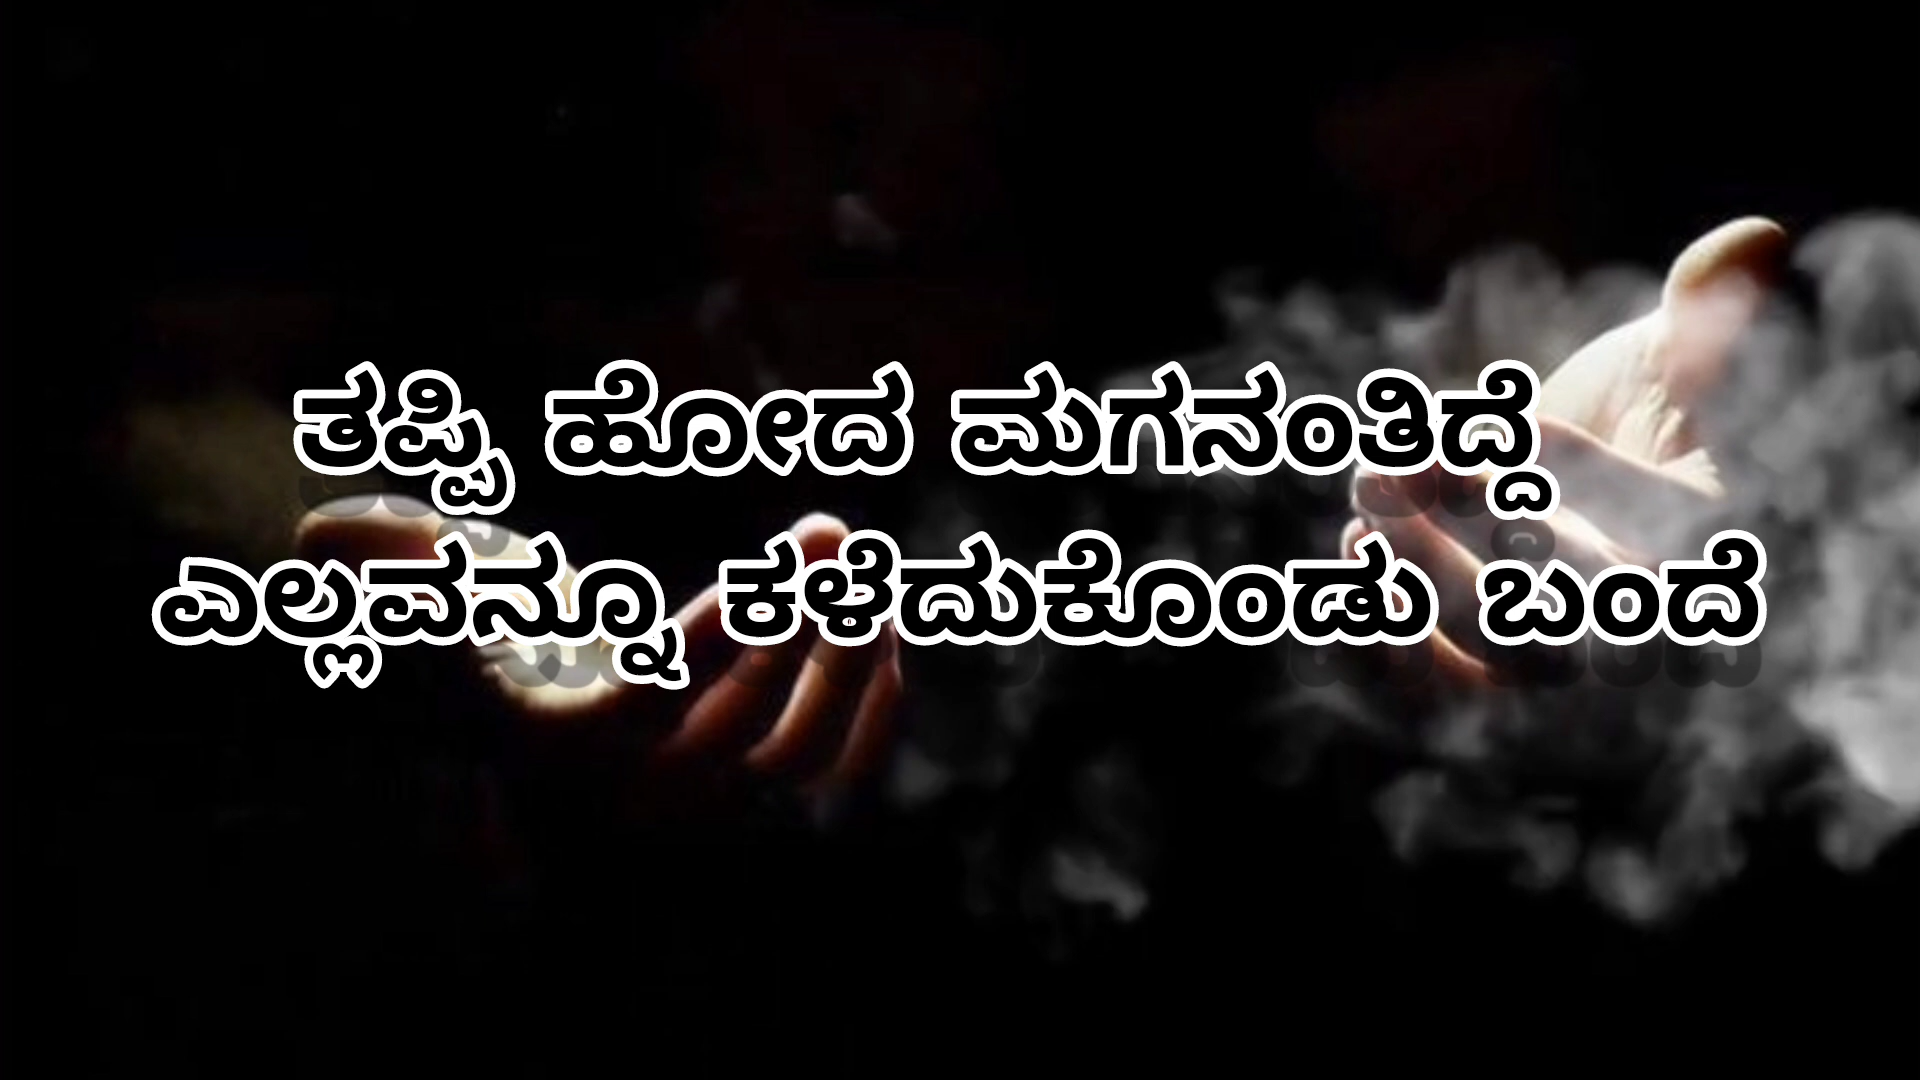 ತಪ್ಪಿ ಹೋದ ಮಗನಂತಿದ್ದೆ
ಎಲ್ಲವನ್ನೂ ಕಳೆದುಕೊಂಡು ಬಂದೆ